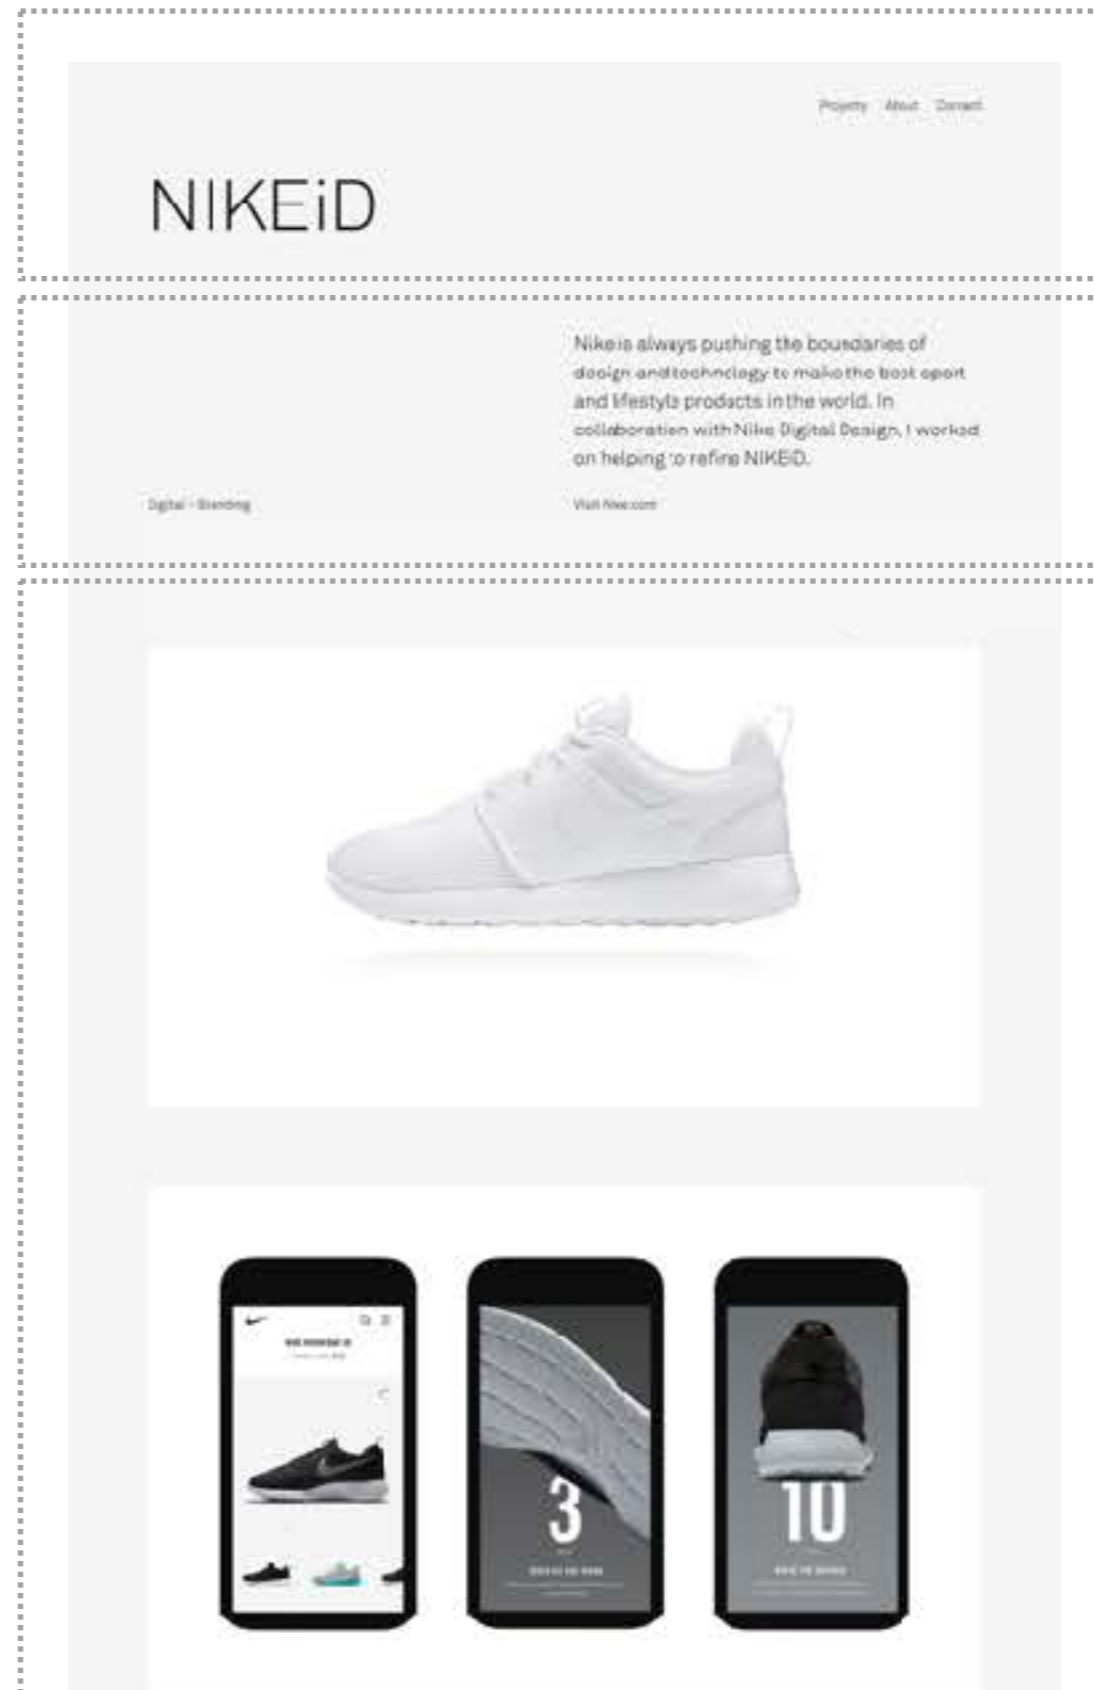 Projects About Contact
NIKEiD
Nike is always pushing the boundaries of
design and technology to make the best sport
and lifestyle products in the world. In
collaboration with Nike Digital Design, I worked
on helping to refine NIKEiD.
Digital - Branding
Visit Nike.com
3
10